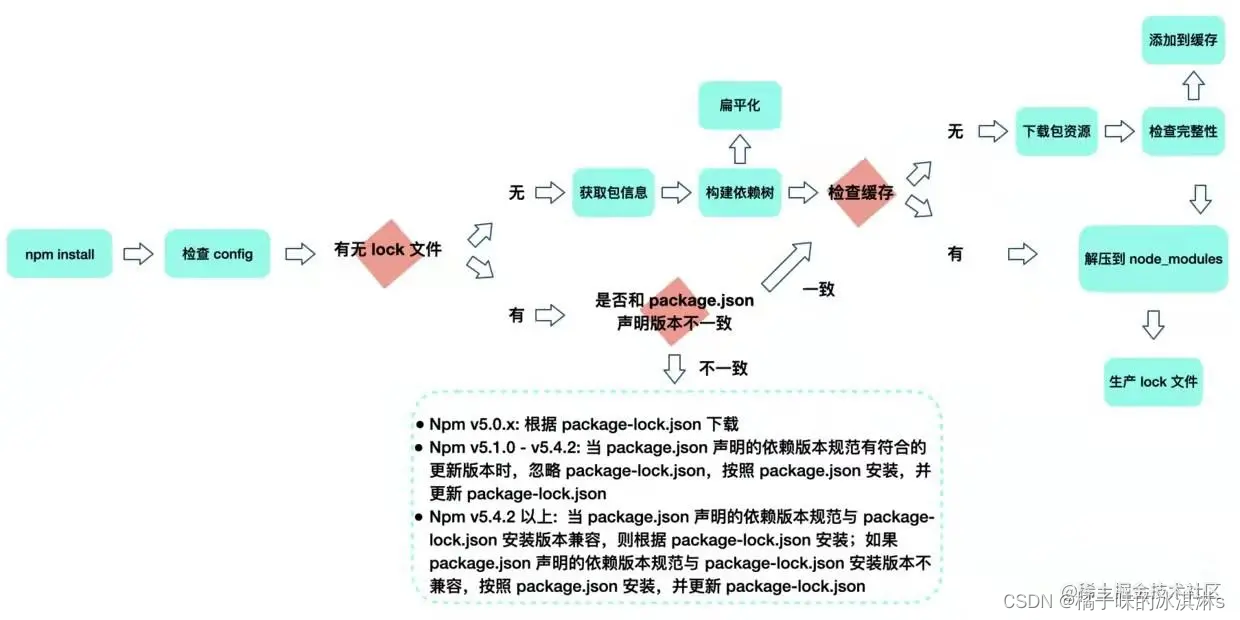 npm install
检查 config
有无 lock 文件
无
获取包信息
构建依赖树
扁平化
检查缓存
无
下载包资源
检查完整性
添加到缓存
有
解压到 node_modules
生产 lock 文件
有
是否和 package.json
声明版本不一致
一致
不一致
● Npm v5.0.x: 根据 package-lock.json 下载
● Npm v5.1.0 - v5.4.2: 当 package.json 声明的依赖版本规范有符合的
更新版本时，忽略 package-lock.json，按照 package.json 安装，并
更新 package-lock.json
● Npm v5.4.2 以上：当 package.json 声明的依赖版本规范与 package-
lock.json 安装版本兼容，则根据 package-lock.json 安装；如果
package.json 声明的依赖版本规范与 package-lock.json 安装版本不
兼容，按照 package.json 安装，并更新 package-lock.json
@稀土掘金技术社区
CSDN @橘子味的冰淇淋s